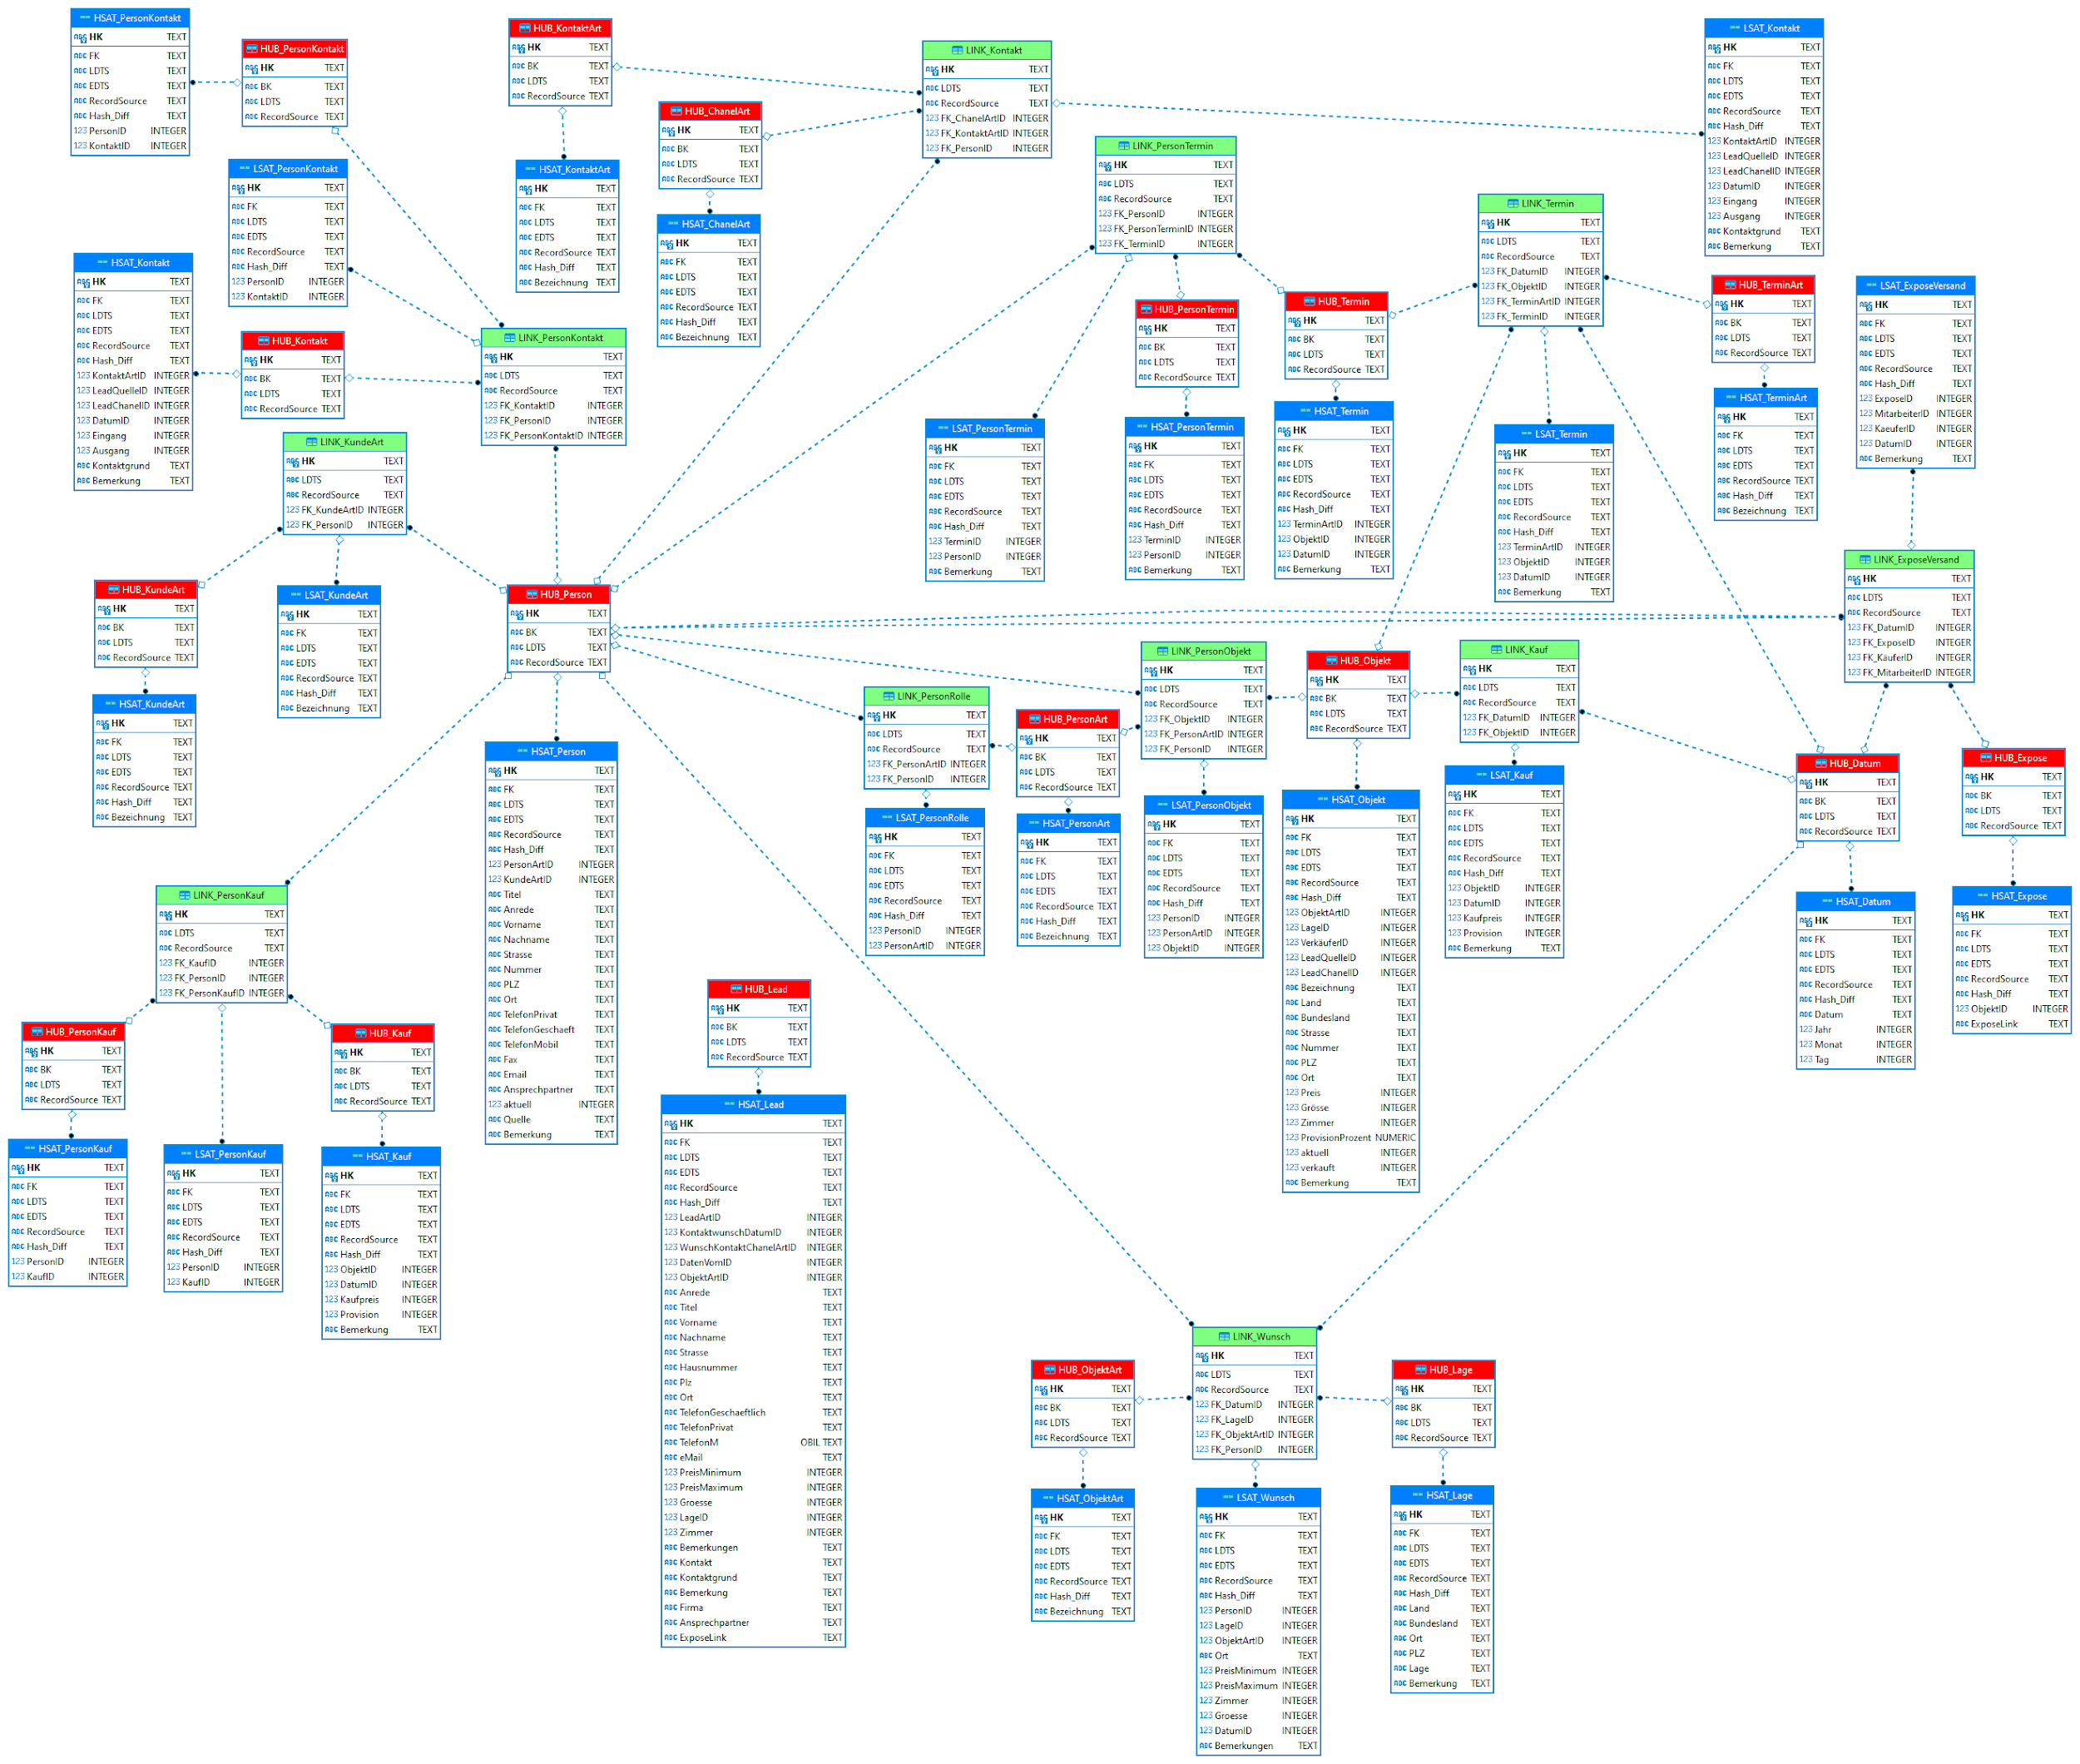 HSAT_PersonKontakt
HK TEXT
FK TEXT
LDTS TEXT
EDTS TEXT
RecordSource TEXT
Hash_Diff TEXT
PersonID INTEGER
KontaktID INTEGER
HUB_PersonKontakt
HK TEXT
BK TEXT
LDTS TEXT
RecordSource TEXT
HUB_KontaktArt
HK TEXT
BK TEXT
LDTS TEXT
RecordSource TEXT
LINK_Kontakt
HK TEXT
LDTS TEXT
RecordSource TEXT
FK_ChanelArtID INTEGER
FK_KontaktArtID INTEGER
FK_PersonID INTEGER
LSAT_Kontakt
HK TEXT
FK TEXT
LDTS TEXT
EDTS TEXT
RecordSource TEXT
Hash_Diff TEXT
KontaktArtID INTEGER
LeadQuelleID INTEGER
LeadChanelID INTEGER
DatumID INTEGER
Eingang INTEGER
Ausgang INTEGER
Kontaktgrund TEXT
Bemerkung TEXT
HUB_ChanelArt
HK TEXT
BK TEXT
LDTS TEXT
RecordSource TEXT
LSAT_PersonKontakt
HK TEXT
FK TEXT
LDTS TEXT
EDTS TEXT
RecordSource TEXT
Hash_Diff TEXT
PersonID INTEGER
KontaktID INTEGER
HSAT_KontaktArt
HK TEXT
FK TEXT
LDTS TEXT
EDTS TEXT
RecordSource TEXT
Hash_Diff TEXT
Bezeichnung TEXT
HSAT_ChanelArt
HK TEXT
FK TEXT
LDTS TEXT
EDTS TEXT
RecordSource TEXT
Hash_Diff TEXT
Bezeichnung TEXT
LINK_PersonTermin
HK TEXT
LDTS TEXT
RecordSource TEXT
FK_PersonID INTEGER
FK_PersonTerminID INTEGER
FK_TerminID INTEGER
LINK_Termin
HK TEXT
LDTS TEXT
RecordSource TEXT
FK_DatumID INTEGER
FK_ObjektID INTEGER
FK_TerminArtID INTEGER
FK_TerminID INTEGER
HSAT_Kontakt
HK TEXT
FK TEXT
LDTS TEXT
EDTS TEXT
RecordSource TEXT
Hash_Diff TEXT
KontaktArtID INTEGER
LeadQuelleID INTEGER
LeadChanelID INTEGER
DatumID INTEGER
Eingang INTEGER
Ausgang INTEGER
Kontaktgrund TEXT
Bemerkung TEXT
HUB_Kontakt
HK TEXT
BK TEXT
LDTS TEXT
RecordSource TEXT
LINK_PersonKontakt
HK TEXT
LDTS TEXT
RecordSource TEXT
FK_KontaktID INTEGER
FK_PersonID INTEGER
FK_PersonKontaktID INTEGER
HUB_PersonTermin
HK TEXT
BK TEXT
LDTS TEXT
RecordSource TEXT
HUB_Termin
HK TEXT
BK TEXT
LDTS TEXT
RecordSource TEXT
HUB_TerminArt
HK TEXT
BK TEXT
LDTS TEXT
RecordSource TEXT
LSAT_ExposeVersand
HK TEXT
FK TEXT
LDTS TEXT
EDTS TEXT
RecordSource TEXT
Hash_Diff TEXT
ExposeID INTEGER
MitarbeiterID INTEGER
KaeuferID INTEGER
DatumID INTEGER
Bemerkung TEXT
LINK_KundeArt
HK TEXT
LDTS TEXT
RecordSource TEXT
FK_KundeArtID INTEGER
FK_PersonID INTEGER
LSAT_PersonTermin
HK TEXT
FK TEXT
LDTS TEXT
EDTS TEXT
RecordSource TEXT
Hash_Diff TEXT
TerminID INTEGER
PersonID INTEGER
Bemerkung TEXT
HSAT_PersonTermin
HK TEXT
FK TEXT
LDTS TEXT
EDTS TEXT
RecordSource TEXT
Hash_Diff TEXT
TerminID INTEGER
PersonID INTEGER
Bemerkung TEXT
HSAT_Termin
HK TEXT
FK TEXT
LDTS TEXT
EDTS TEXT
RecordSource TEXT
Hash_Diff TEXT
TerminArtID INTEGER
ObjektID INTEGER
DatumID INTEGER
Bemerkung TEXT
LSAT_Termin
HK TEXT
FK TEXT
LDTS TEXT
EDTS TEXT
RecordSource TEXT
Hash_Diff TEXT
TerminArtID INTEGER
ObjektID INTEGER
DatumID INTEGER
Bemerkung TEXT
HSAT_TerminArt
HK TEXT
FK TEXT
LDTS TEXT
EDTS TEXT
RecordSource TEXT
Hash_Diff TEXT
Bezeichnung TEXT
HUB_KundeArt
HK TEXT
BK TEXT
LDTS TEXT
RecordSource TEXT
LSAT_KundeArt
HK TEXT
FK TEXT
LDTS TEXT
EDTS TEXT
RecordSource TEXT
Hash_Diff TEXT
Bezeichnung TEXT
HUB_Person
HK TEXT
BK TEXT
LDTS TEXT
RecordSource TEXT
LINK_ExposeVersand
HK TEXT
LDTS TEXT
RecordSource TEXT
FK_DatumID INTEGER
FK_ExposeID INTEGER
FK_KäuferID INTEGER
FK_MitarbeiterID INTEGER
HSAT_KundeArt
HK TEXT
FK TEXT
LDTS TEXT
EDTS TEXT
RecordSource TEXT
Hash_Diff TEXT
Bezeichnung TEXT
LINK_PersonObjekt
HK TEXT
LDTS TEXT
RecordSource TEXT
FK_ObjektID INTEGER
FK_PersonArtID INTEGER
FK_PersonID INTEGER
HUB_Objekt
HK TEXT
BK TEXT
LDTS TEXT
RecordSource TEXT
LINK_Kauf
HK TEXT
LDTS TEXT
RecordSource TEXT
FK_DatumID INTEGER
FK_ObjektID INTEGER
LINK_PersonRolle
HK TEXT
LDTS TEXT
RecordSource TEXT
FK_PersonArtID INTEGER
FK_PersonID INTEGER
HUB_PersonArt
HK TEXT
BK TEXT
LDTS TEXT
RecordSource TEXT
HUB_Datum
HK TEXT
BK TEXT
LDTS TEXT
RecordSource TEXT
HUB_Expose
HK TEXT
BK TEXT
LDTS TEXT
RecordSource TEXT
HSAT_Person
HK TEXT
FK TEXT
LDTS TEXT
EDTS TEXT
RecordSource TEXT
Hash_Diff TEXT
PersonArtID INTEGER
KundeArtID INTEGER
Titel TEXT
Anrede TEXT
Vorname TEXT
Nachname TEXT
Strasse TEXT
Nummer TEXT
PLZ TEXT
Ort TEXT
TelefonPrivat TEXT
TelefonGeschaeft TEXT
TelefonMobil TEXT
Fax TEXT
Email TEXT
Ansprechpartner TEXT
aktuell INTEGER
Quelle TEXT
Bemerkung TEXT
LSAT_PersonRolle
HK TEXT
FK TEXT
LDTS TEXT
EDTS TEXT
RecordSource TEXT
Hash_Diff TEXT
PersonID INTEGER
PersonArtID INTEGER
HSAT_PersonArt
HK TEXT
FK TEXT
LDTS TEXT
EDTS TEXT
RecordSource TEXT
Hash_Diff TEXT
Bezeichnung TEXT
LSAT_PersonObjekt
HK TEXT
FK TEXT
LDTS TEXT
EDTS TEXT
RecordSource TEXT
Hash_Diff TEXT
PersonID INTEGER
PersonArtID INTEGER
ObjektID INTEGER
HSAT_Objekt
HK TEXT
FK TEXT
LDTS TEXT
EDTS TEXT
RecordSource TEXT
Hash_Diff TEXT
ObjektArtID INTEGER
LageID INTEGER
VerkäuferID INTEGER
LeadQuelleID INTEGER
LeadChanelID INTEGER
Bezeichnung TEXT
Land TEXT
Bundesland TEXT
Strasse TEXT
Nummer TEXT
PLZ TEXT
Ort TEXT
Preis INTEGER
Grösse INTEGER
Zimmer INTEGER
ProvisionProzent NUMERIC
aktuell INTEGER
verkauft INTEGER
Bemerkung TEXT
LSAT_Kauf
HK TEXT
FK TEXT
LDTS TEXT
EDTS TEXT
RecordSource TEXT
Hash_Diff TEXT
ObjektID INTEGER
DatumID INTEGER
Kaufpreis INTEGER
Provision INTEGER
Bemerkung TEXT
HSAT_Datum
HK TEXT
FK TEXT
LDTS TEXT
EDTS TEXT
RecordSource TEXT
Hash_Diff TEXT
Datum TEXT
Jahr INTEGER
Monat INTEGER
Tag INTEGER
HSAT_Expose
HK TEXT
FK TEXT
LDTS TEXT
EDTS TEXT
RecordSource TEXT
Hash_Diff TEXT
ObjektID INTEGER
ExposeLink TEXT
LINK_PersonKauf
HK TEXT
LDTS TEXT
RecordSource TEXT
FK_KaufID INTEGER
FK_PersonID INTEGER
FK_PersonKaufID INTEGER
HUB_PersonKauf
HK TEXT
BK TEXT
LDTS TEXT
RecordSource TEXT
HUB_Kauf
HK TEXT
BK TEXT
LDTS TEXT
RecordSource TEXT
HSAT_PersonKauf
HK TEXT
FK TEXT
LDTS TEXT
EDTS TEXT
RecordSource TEXT
Hash_Diff TEXT
PersonID INTEGER
KaufID INTEGER
LSAT_PersonKauf
HK TEXT
FK TEXT
LDTS TEXT
EDTS TEXT
RecordSource TEXT
Hash_Diff TEXT
PersonID INTEGER
KaufID INTEGER
HSAT_Kauf
HK TEXT
FK TEXT
LDTS TEXT
EDTS TEXT
RecordSource TEXT
Hash_Diff TEXT
ObjektID INTEGER
DatumID INTEGER
Kaufpreis INTEGER
Provision INTEGER
Bemerkung TEXT
HUB_Lead
HK TEXT
BK TEXT
LDTS TEXT
RecordSource TEXT
HSAT_Lead
HK TEXT
FK TEXT
LDTS TEXT
EDTS TEXT
RecordSource TEXT
Hash_Diff TEXT
LeadArtID INTEGER
KontaktwunschDatumID INTEGER
WunschKontaktChanelArtID INTEGER
DatenVomID INTEGER
ObjektArtID INTEGER
Anrede TEXT
Titel TEXT
Vorname TEXT
Nachname TEXT
Strasse TEXT
Hausnummer TEXT
Plz TEXT
Ort TEXT
TelefonGeschaeftlich TEXT
TelefonPrivat TEXT
TelefonM OBIL TEXT
eMail TEXT
PreisMinimum INTEGER
PreisMaximum INTEGER
Groesse INTEGER
LageID INTEGER
Zimmer INTEGER
Bemerkungen TEXT
Kontakt TEXT
Kontaktgrund TEXT
Bemerkung TEXT
Firma TEXT
Ansprechpartner TEXT
ExposeLink TEXT
LINK_Wunsch
HK TEXT
LDTS TEXT
RecordSource TEXT
FK_DatumID INTEGER
FK_LageID INTEGER
FK_ObjektArtID INTEGER
FK_PersonID INTEGER
HUB_ObjektArt
HK TEXT
BK TEXT
LDTS TEXT
RecordSource TEXT
HUB_Lage
HK TEXT
BK TEXT
LDTS TEXT
RecordSource TEXT
HSAT_ObjektArt
HK TEXT
FK TEXT
LDTS TEXT
EDTS TEXT
RecordSource TEXT
Hash_Diff TEXT
Bezeichnung TEXT
LSAT_Wunsch
HK TEXT
FK TEXT
LDTS TEXT
EDTS TEXT
RecordSource TEXT
Hash_Diff TEXT
PersonID INTEGER
LageID INTEGER
ObjektArtID INTEGER
Ort TEXT
PreisMinimum INTEGER
PreisMaximum INTEGER
Zimmer INTEGER
Groesse INTEGER
DatumID INTEGER
Bemerkungen TEXT
HSAT_Lage
HK TEXT
FK TEXT
LDTS TEXT
EDTS TEXT
RecordSource TEXT
Hash_Diff TEXT
Land TEXT
Bundesland TEXT
Ort TEXT
PLZ TEXT
Lage TEXT
Bemerkung TEXT